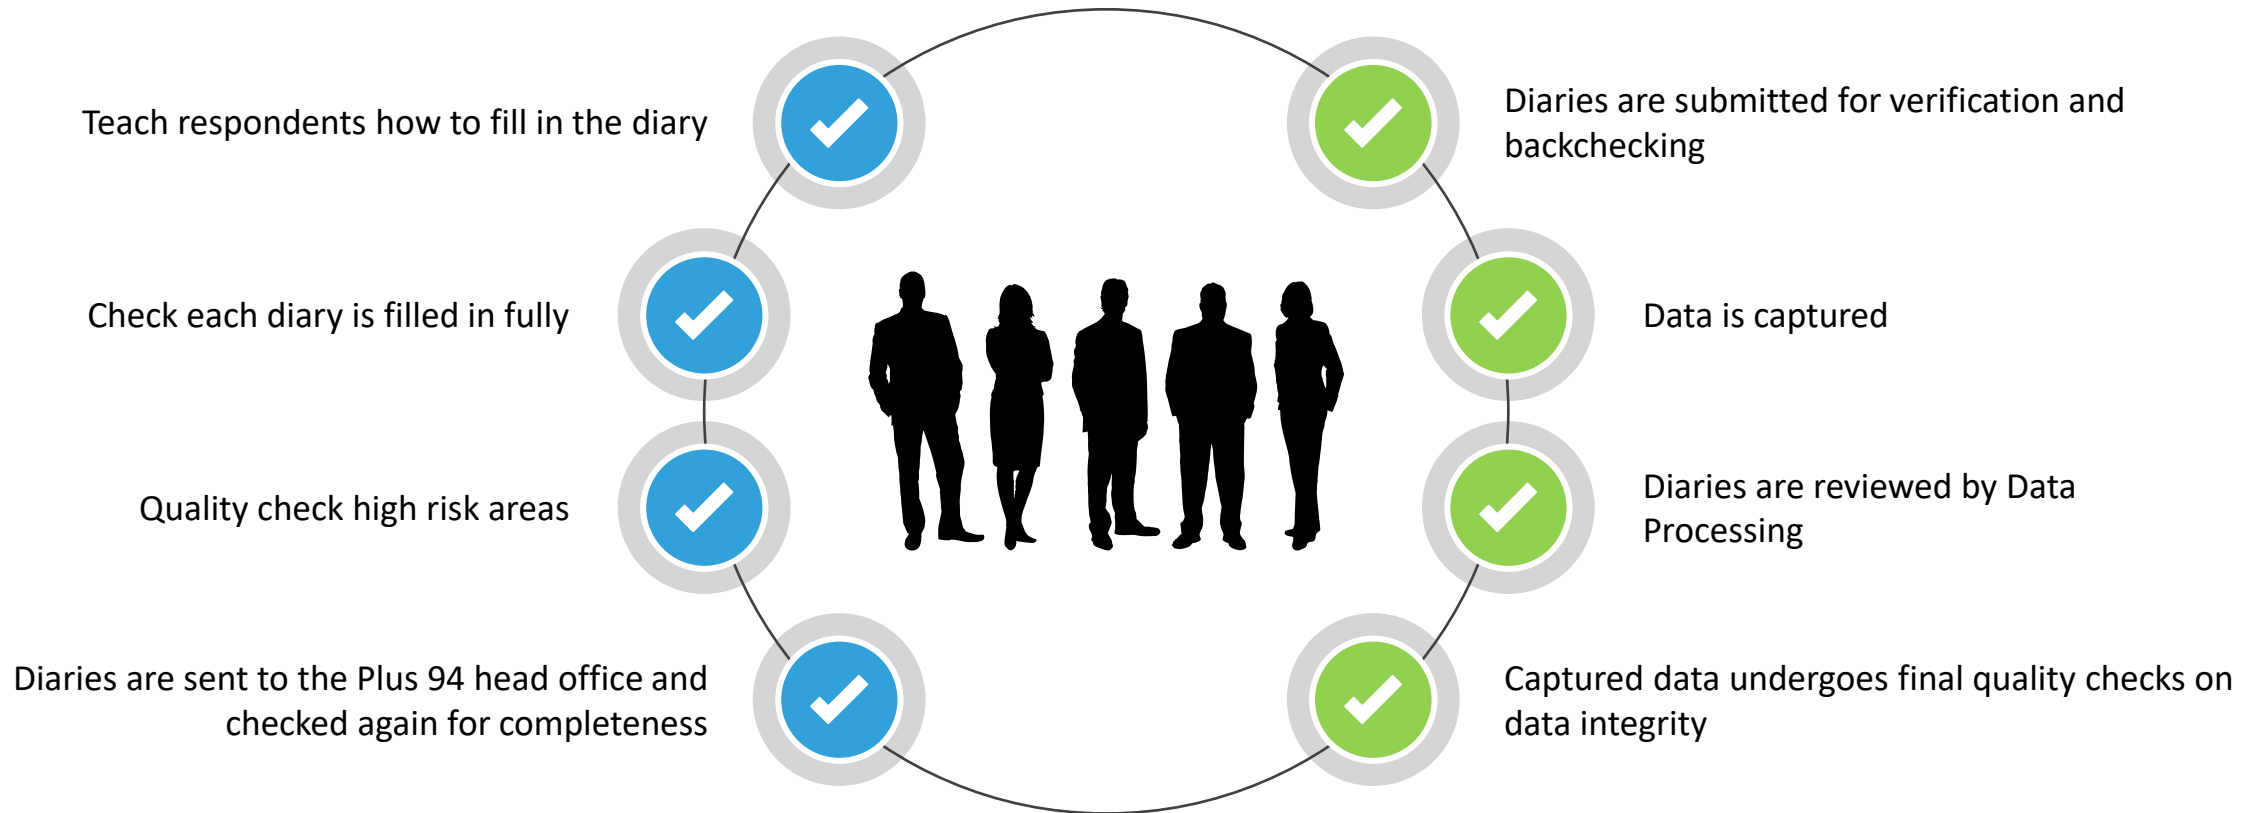 Teach respondents how to fill in the diary
Check each diary is filled in fully
Quality check high risk areas
Diaries are sent to the Plus 94 head office and
checked again for completeness
Diaries are submitted for verification and
backchecking
Data is captured
Diaries are reviewed by Data
Processing
Captured data undergoes final quality checks on
data integrity